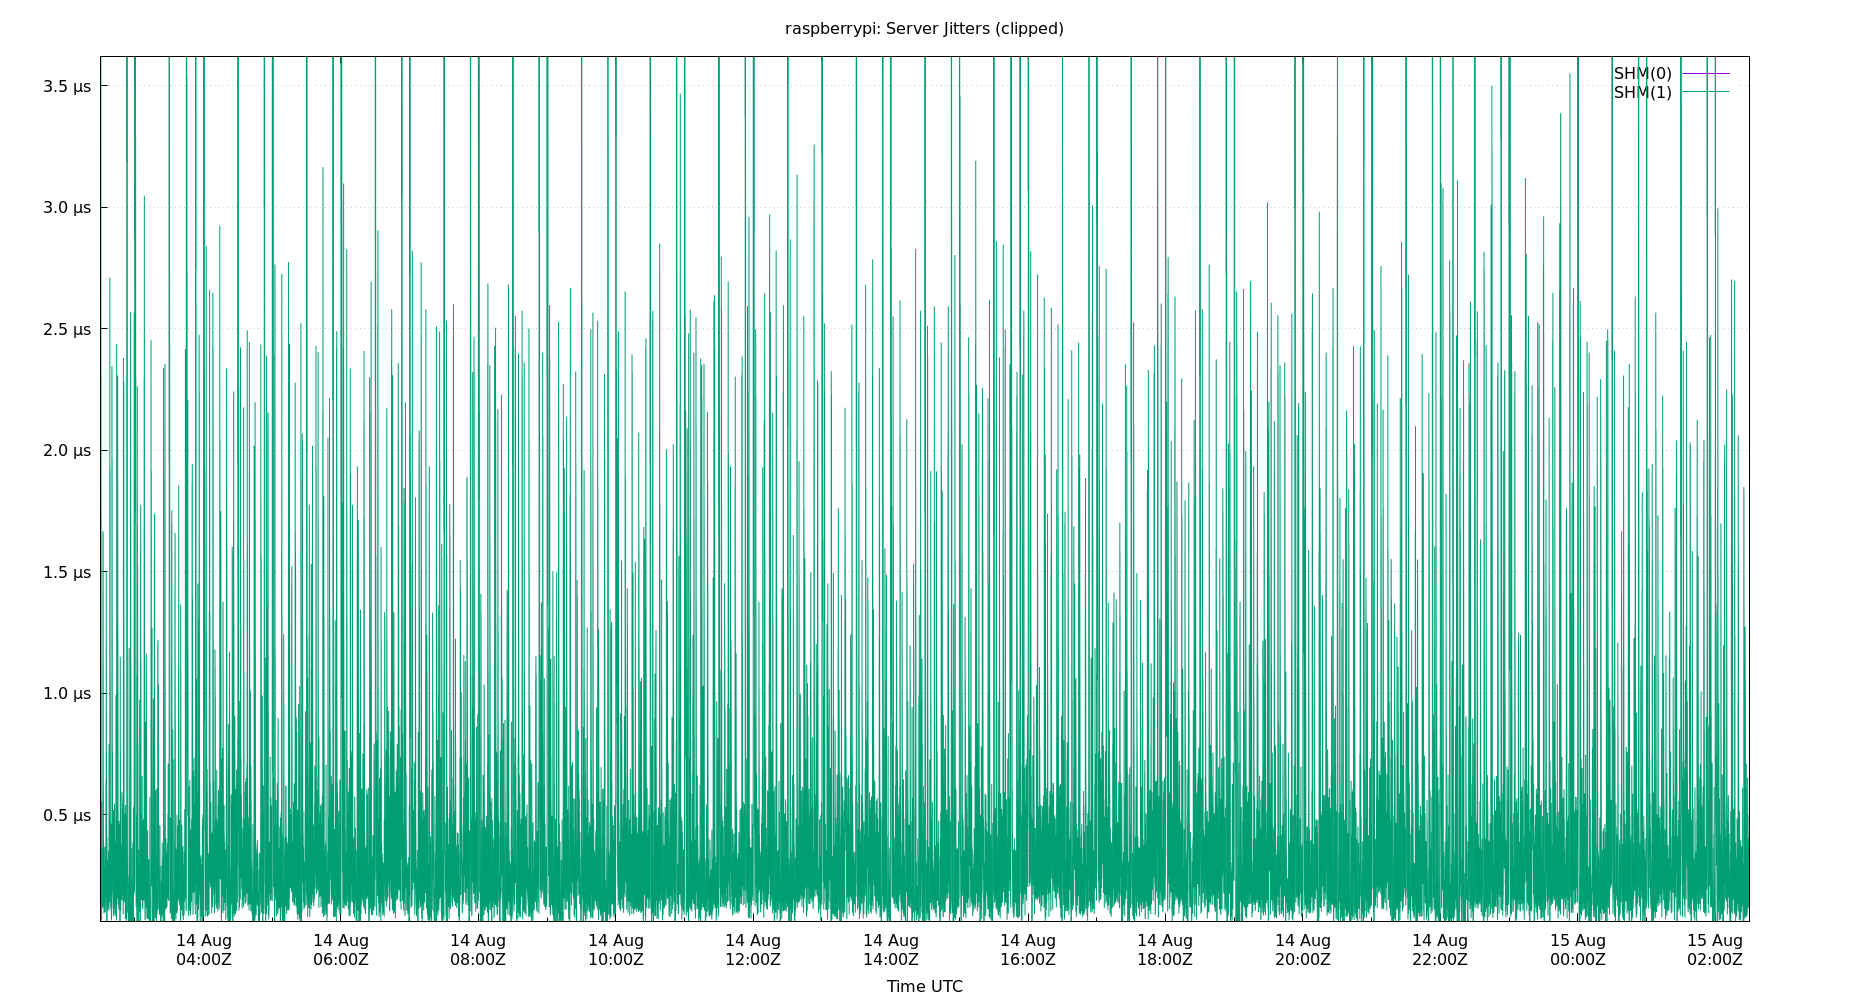 raspberrypi: Server Jitters (clipped)
SHM(0)
SHM(1)
3.5 μs
3.0 μs
2.5 μs
2.0 μs
1.5 μs
1.0 μs
0.5 μs
14 Aug 14 Aug 14 Aug 14 Aug 14 Aug 14 Aug 14 Aug 14 Aug 14 Aug 14 Aug 15 Aug 15 Aug
04:00Z 06:00Z 08:00Z 10:00Z 12:00Z 14:00Z 16:00Z 18:00Z 20:00Z 22:00Z 00:00Z 02:00Z
Time UTC